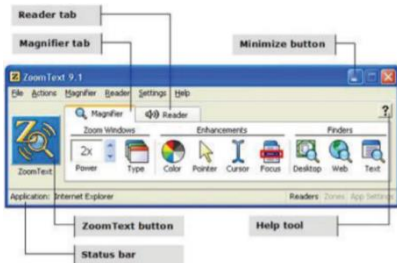 Reader tab
Magnifier tab
Minimize button
ZoomText 9.1
File Actions Magnifier Reader Settings Help
Magnifier Reader
Zoom Windows Enhancements Finders
2x
ZoomText Power Type Color Pointer Cursor Focus Desktop Web Text
Application: Internet Explorer Readers Zones App Settings
ZoomText button
Help tool
Status bar